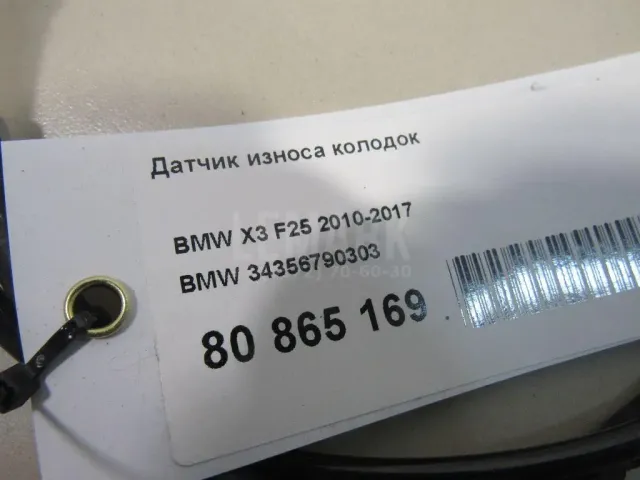 Датчик износа колодок
BMW X3 F25 2010-2017
BMW 34356790303
80 865 169